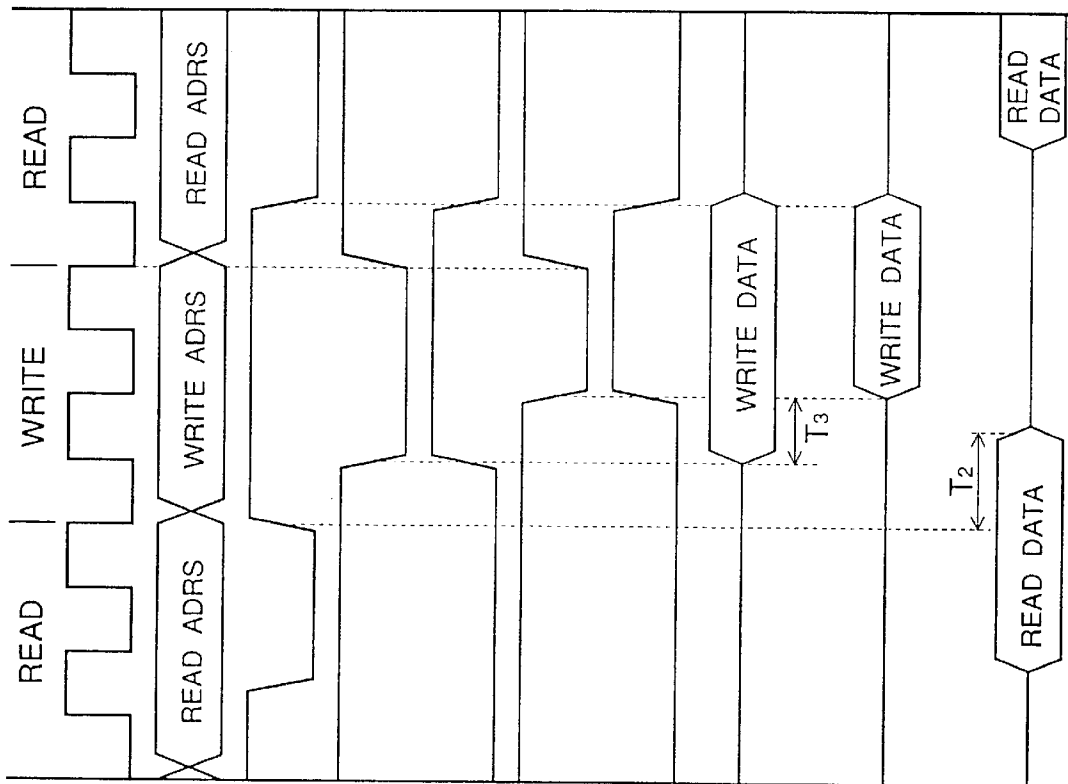 READ WRITE READ
READ ADRS WRITE ADRS READ ADRS
WRITE DATA
T3
WRITE DATA
T2
READ DATA
READ
DATA